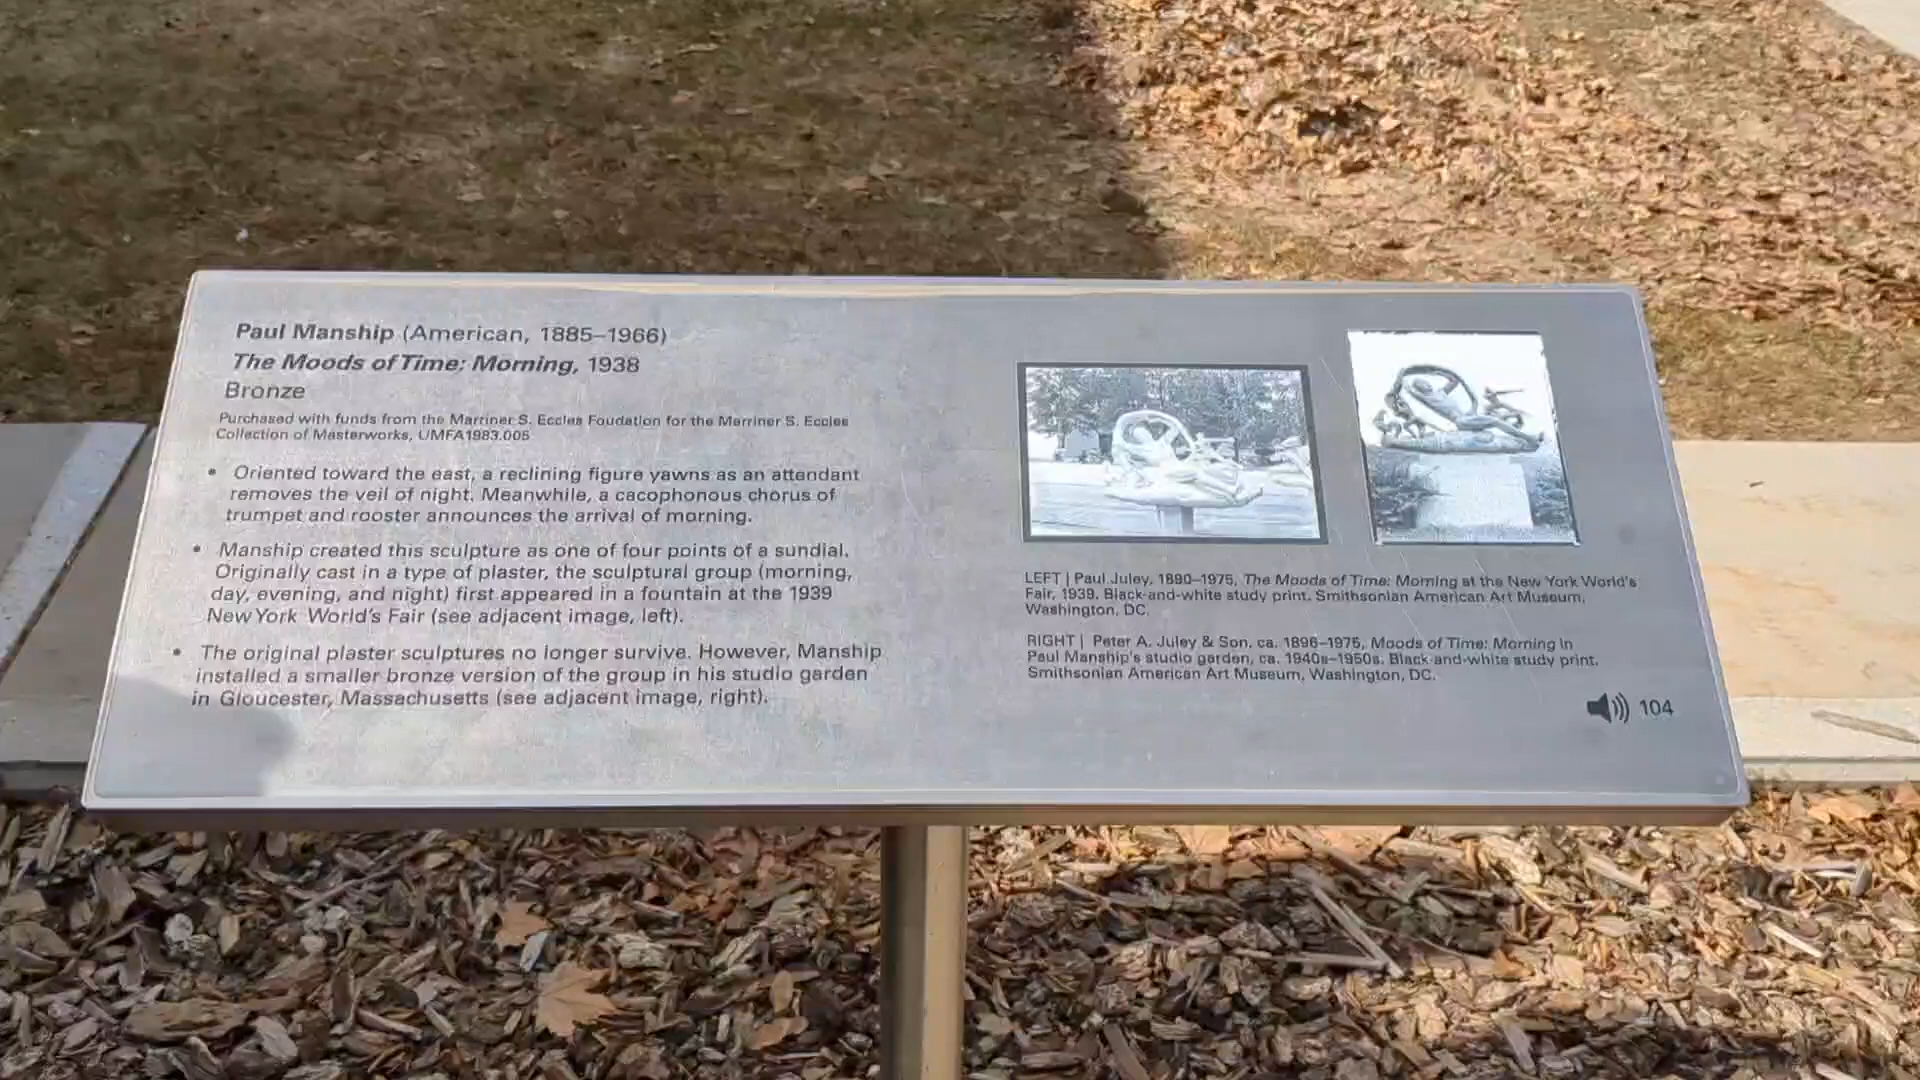 Paul Manship (American, 1885–1966)
The Moods of Time: Morning, 1938
Bronze
Purchased with funds from the Marriner S. Eccles Foudation for the Marriner S. Eccles
Collection of Masterworks, UMFA1983.005
• Oriented toward the east, a reclining figure yawns as an attendant
removes the veil of night. Meanwhile, a cacophonous chorus of
trumpet and rooster announces the arrival of morning.
• Manship created this sculpture as one of four points of a sundial.
Originally cast in a type of plaster, the sculptural group (morning,
day, evening, and night) first appeared in a fountain at the 1939
New York World's Fair (see adjacent image, left).
• The original plaster sculptures no longer survive. However, Manship
installed a smaller bronze version of the group in his studio garden
in Gloucester, Massachusetts (see adjacent image, right).
LEFT | Paul Juley, 1890–1975, The Moods of Time: Morning at the New York World's
Fair, 1939. Black-and-white study print. Smithsonian American Art Museum,
Washington, DC.
RIGHT | Peter A. Juley & Son, ca. 1896–1975, Moods of Time: Morning in
Paul Manship's studio garden, ca. 1940s–1950s. Black-and-white study print.
Smithsonian American Art Museum, Washington, DC.
104